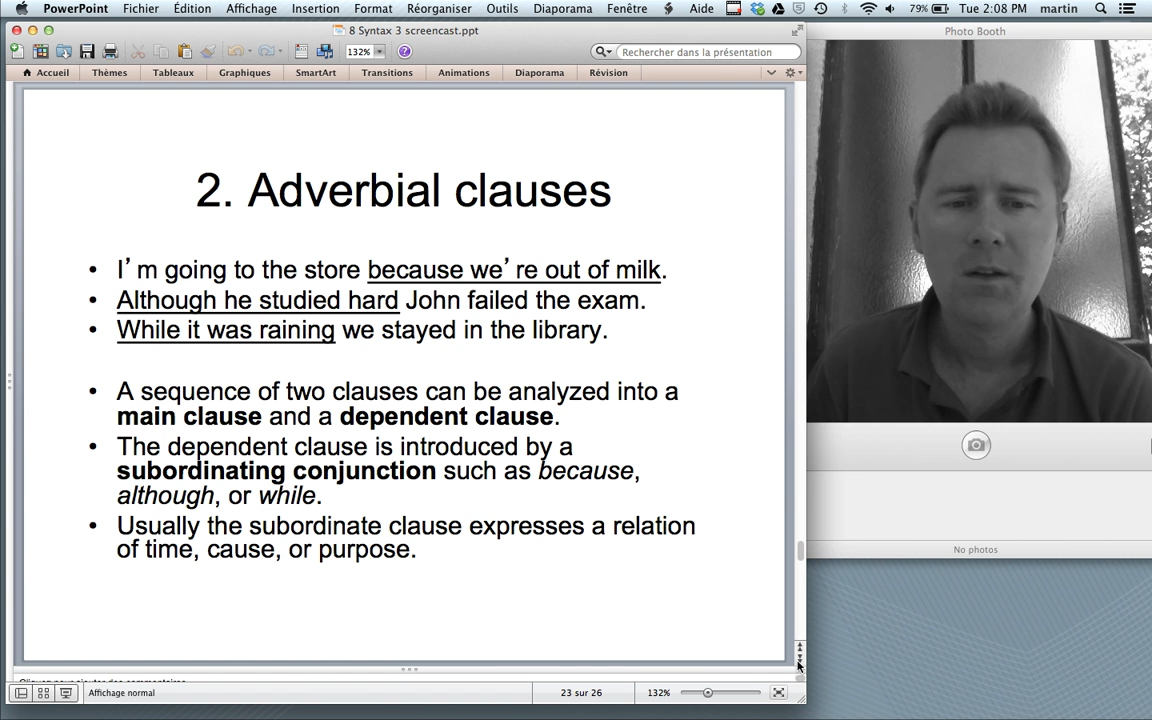 PowerPoint Fichier Édition Affichage Insertion Format Réorganiser Outils Diaporama Fenêtre Aide 79% Tue 2:08 PM martin
8 Syntax 3 screencast.ppt
Photo Booth
132% Rechercher dans la présentation
Accueil Thèmes Tableaux Graphiques SmartArt Transitions Animations Diaporama Révision
2. Adverbial clauses
• I’m going to the store because we’re out of milk.
• Although he studied hard John failed the exam.
• While it was raining we stayed in the library.
• A sequence of two clauses can be analyzed into a
main clause and a dependent clause.
• The dependent clause is introduced by a
subordinating conjunction such as because,
although, or while.
• Usually the subordinate clause expresses a relation
of time, cause, or purpose.
No photos
Affichage normal 23 sur 26 132%